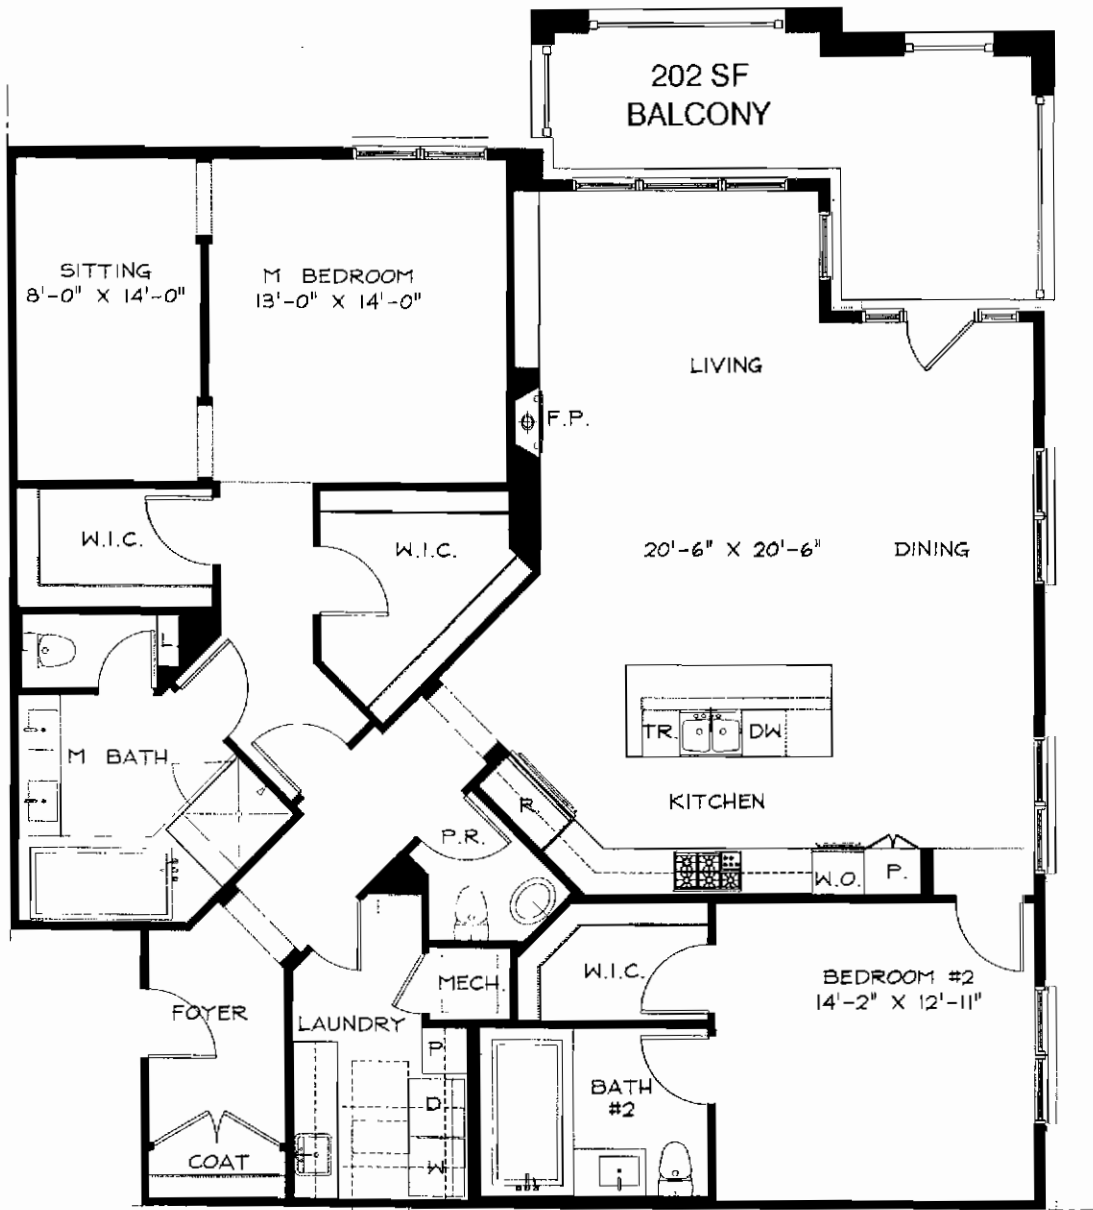 202 SF
BALCONY
SITTING
8'-0" X 14'-0"
M BEDROOM
13'-0" X 14'-0"
LIVING
F.P.
W.I.C.
W.I.C.
20'-6" X 20'-6"
DINING
L
TR.
DW
M BATH
KITCHEN
R.
P.R.
W.O.
P.
W.I.C.
BEDROOM #2
14'-2" X 12'-11"
MECH.
FOYER
LAUNDRY
P
D
W
BATH
#2
COAT